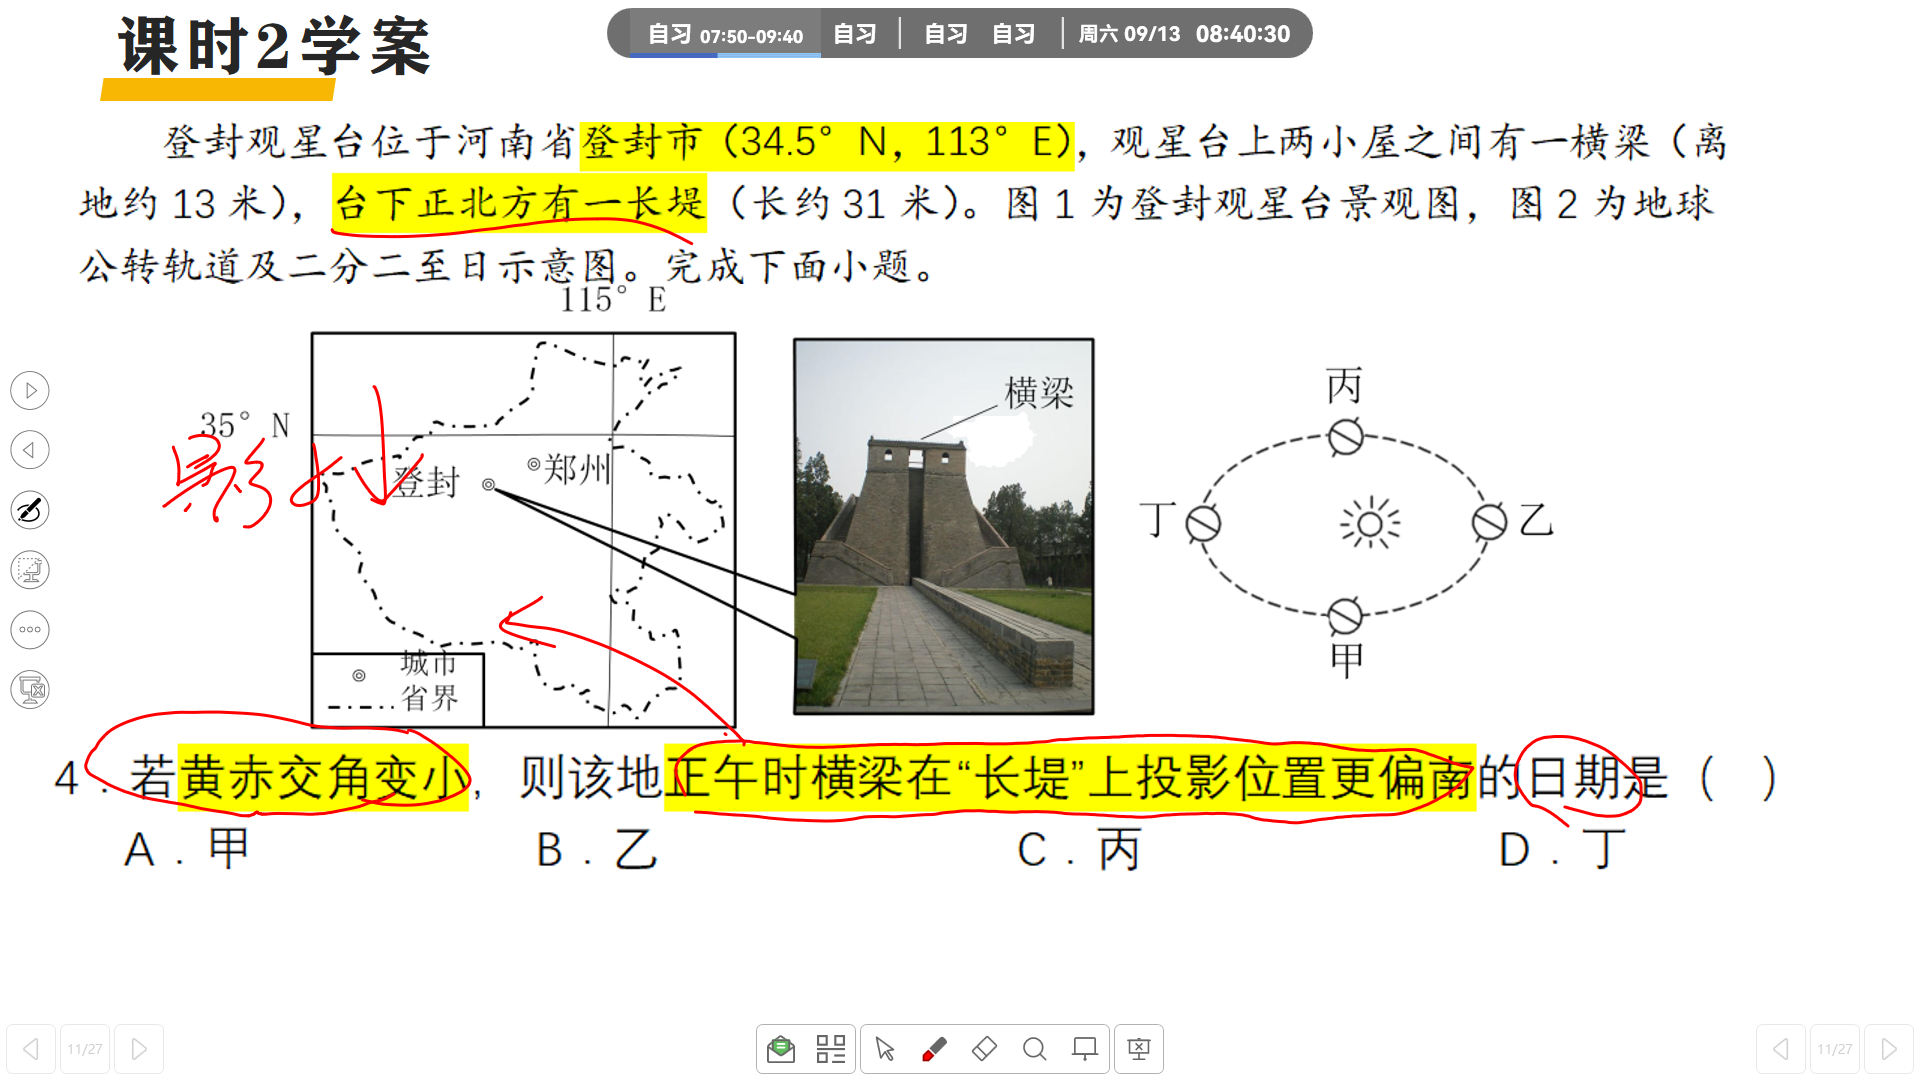 课时2学案
自习 07:50-09:40 自习 | 自习 自习 | 周六 09/13 08:40:30
登封观星台位于河南省登封市（34.5° N，113° E），观星台上两小屋之间有一横梁（离
地约 13 米），台下正北方有一长堤（长约 31 米）。图 1 为登封观星台景观图，图 2 为地球
公转轨道及二分二至日示意图。完成下面小题。
115° E
35° N
影长
登封
郑州
城市
省界
横梁
丙
丁
乙
甲
4．若黄赤交角变小，则该地正午时横梁在“长堤”上投影位置更偏南的日期是（ ）
A．甲 B．乙 C．丙 D．丁
11/27
11/27